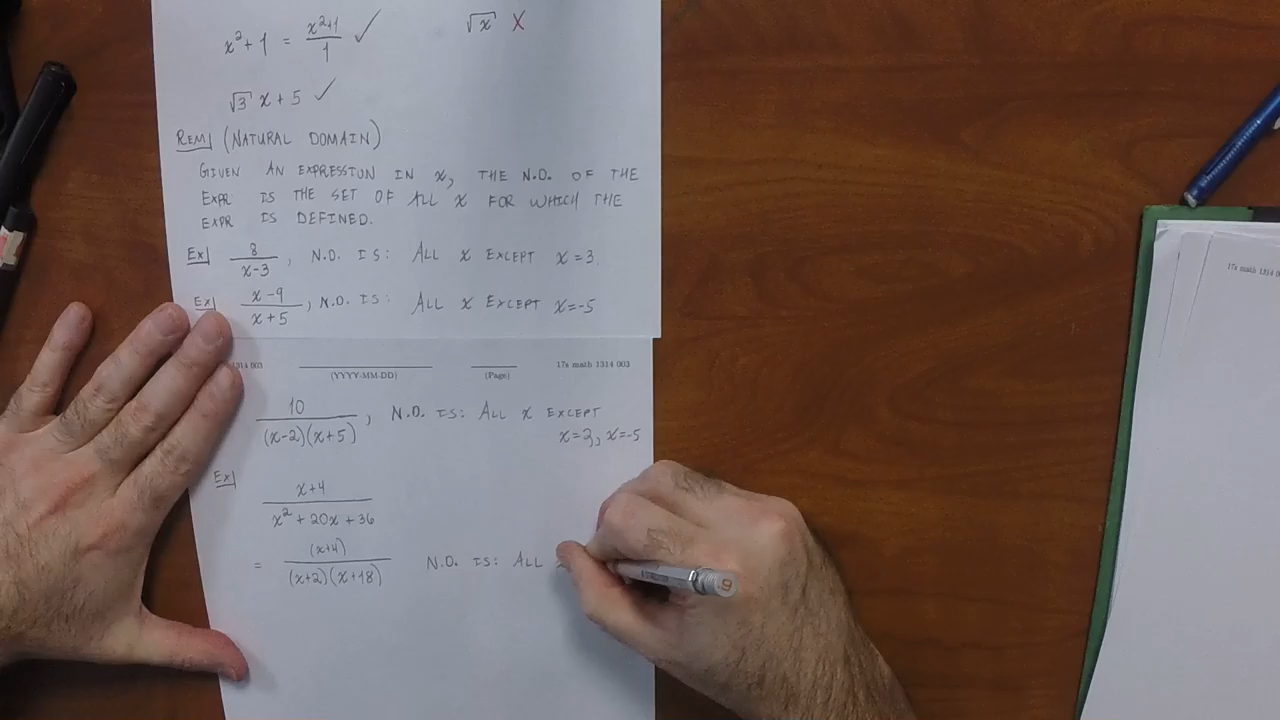 x²+1 = x²+1/1 ✓ √x X
√3 x + 5 ✓
REM| (NATURAL DOMAIN)
GIVEN AN EXPRESSION IN x, THE N.D. OF THE
EXPR IS THE SET OF ALL x FOR WHICH THE
EXPR IS DEFINED.
Ex| 8/x-3, N.D. IS: ALL x EXCEPT x=3.
Ex| x-9/x+5, N.D. IS: ALL x EXCEPT x=-5
1314 003 (YYYY-MM-DD) (Page) 17s math 1314 003
10/(x-2)(x+5), N.D. IS: ALL x EXCEPT
x=2, x=-5
Ex| x+4/x²+20x+36
= (x+4)/(x+2)(x+18) N.D. IS: ALL
17s math 1314 0